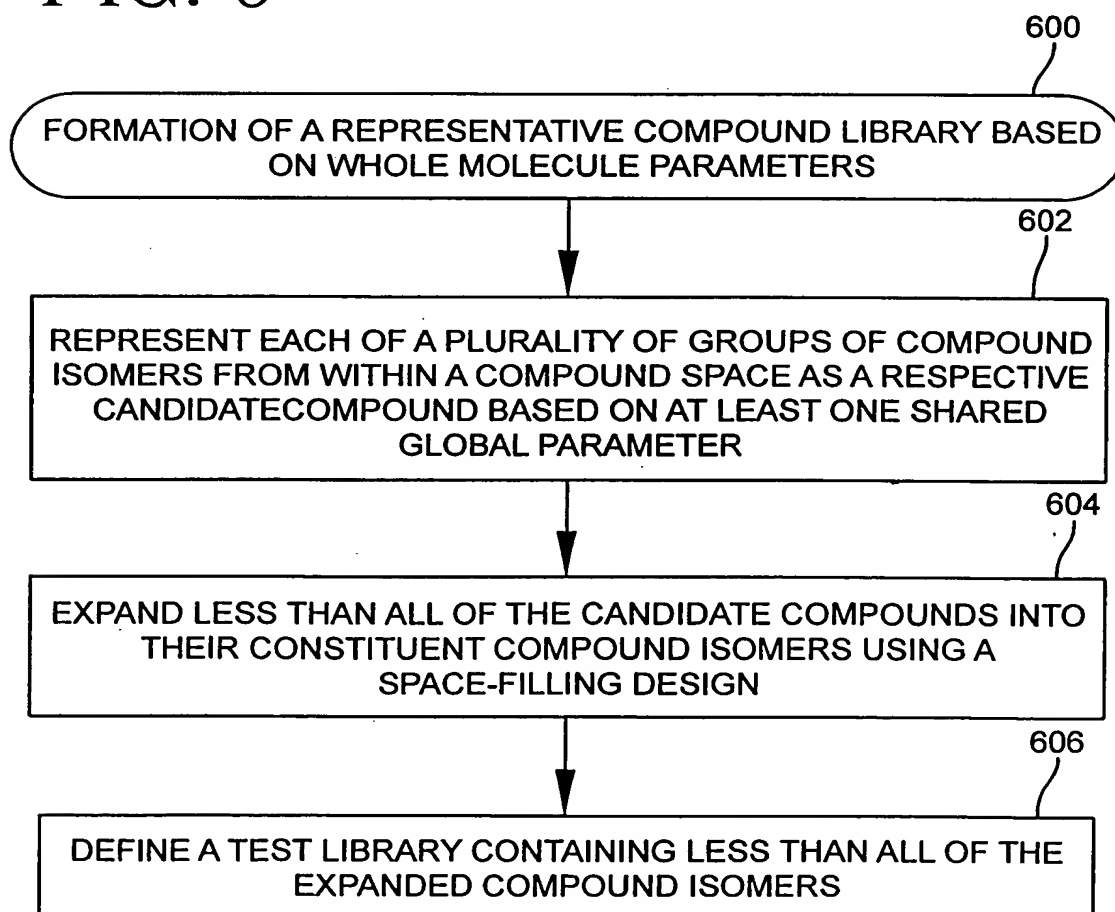 FIG. 6
600
FORMATION OF A REPRESENTATIVE COMPOUND LIBRARY BASED
ON WHOLE MOLECULE PARAMETERS
602
REPRESENT EACH OF A PLURALITY OF GROUPS OF COMPOUND
ISOMERS FROM WITHIN A COMPOUND SPACE AS A RESPECTIVE
CANDIDATECOMPOUND BASED ON AT LEAST ONE SHARED
GLOBAL PARAMETER
604
EXPAND LESS THAN ALL OF THE CANDIDATE COMPOUNDS INTO
THEIR CONSTITUENT COMPOUND ISOMERS USING A
SPACE-FILLING DESIGN
606
DEFINE A TEST LIBRARY CONTAINING LESS THAN ALL OF THE
EXPANDED COMPOUND ISOMERS